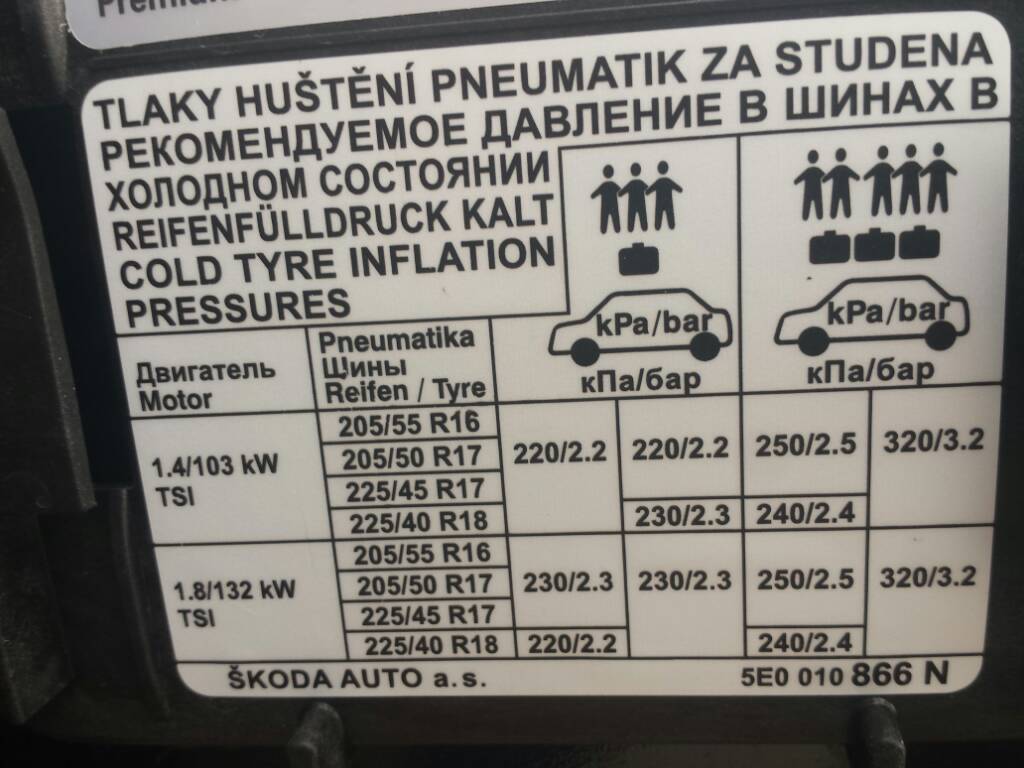 TLAKY HUŠTĚNÍ PNEUMATIK ZA STUDENA
РЕКОМЕНДУЕМОЕ ДАВЛЕНИЕ В ШИНАХ В
ХОЛОДНОМ СОСТОЯНИИ
REIFENFÜLLDRUCK KALT
COLD TYRE INFLATION
PRESSURES
kPa/bar kPa/bar
кПа/бар кПа/бар
Двигатель
Motor
Pneumatika
Шины
Reifen / Tyre
1.4/103 kW
TSI
205/55 R16
205/50 R17
225/45 R17
225/40 R18
220/2.2 220/2.2 250/2.5 320/3.2
230/2.3 240/2.4
1.8/132 kW
TSI
205/55 R16
205/50 R17
225/45 R17
225/40 R18
230/2.3 230/2.3 250/2.5 320/3.2
220/2.2 240/2.4
ŠKODA AUTO a.s. 5E0 010 866 N